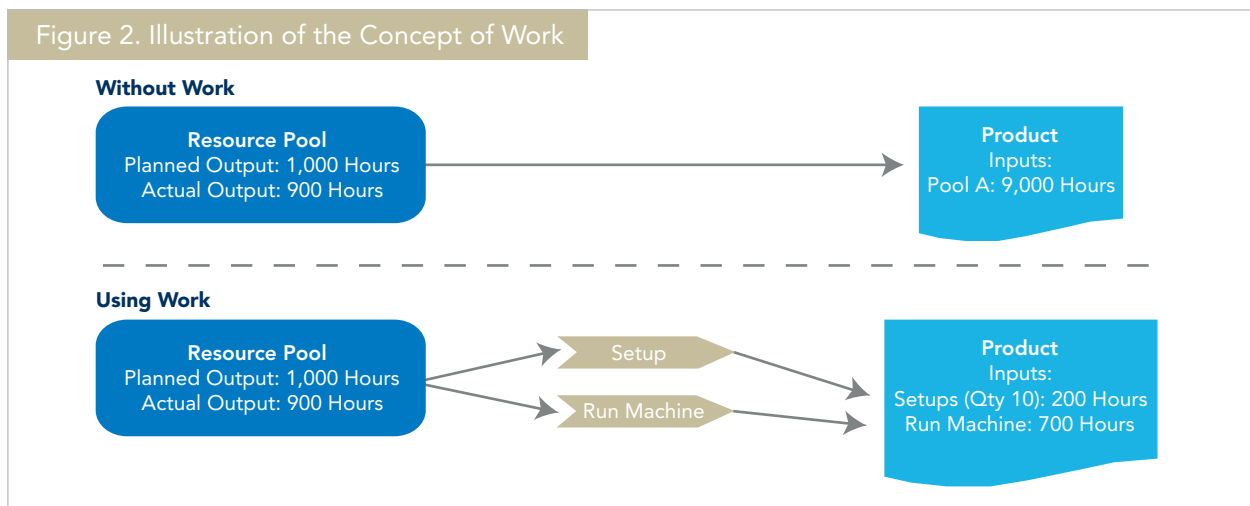 Figure 2. Illustration of the Concept of Work
Without Work
Resource Pool
Planned Output: 1,000 Hours
Actual Output: 900 Hours
Product
Inputs:
Pool A: 9,000 Hours
Using Work
Resource Pool
Planned Output: 1,000 Hours
Actual Output: 900 Hours
Setup
Run Machine
Product
Inputs:
Setups (Qty 10): 200 Hours
Run Machine: 700 Hours